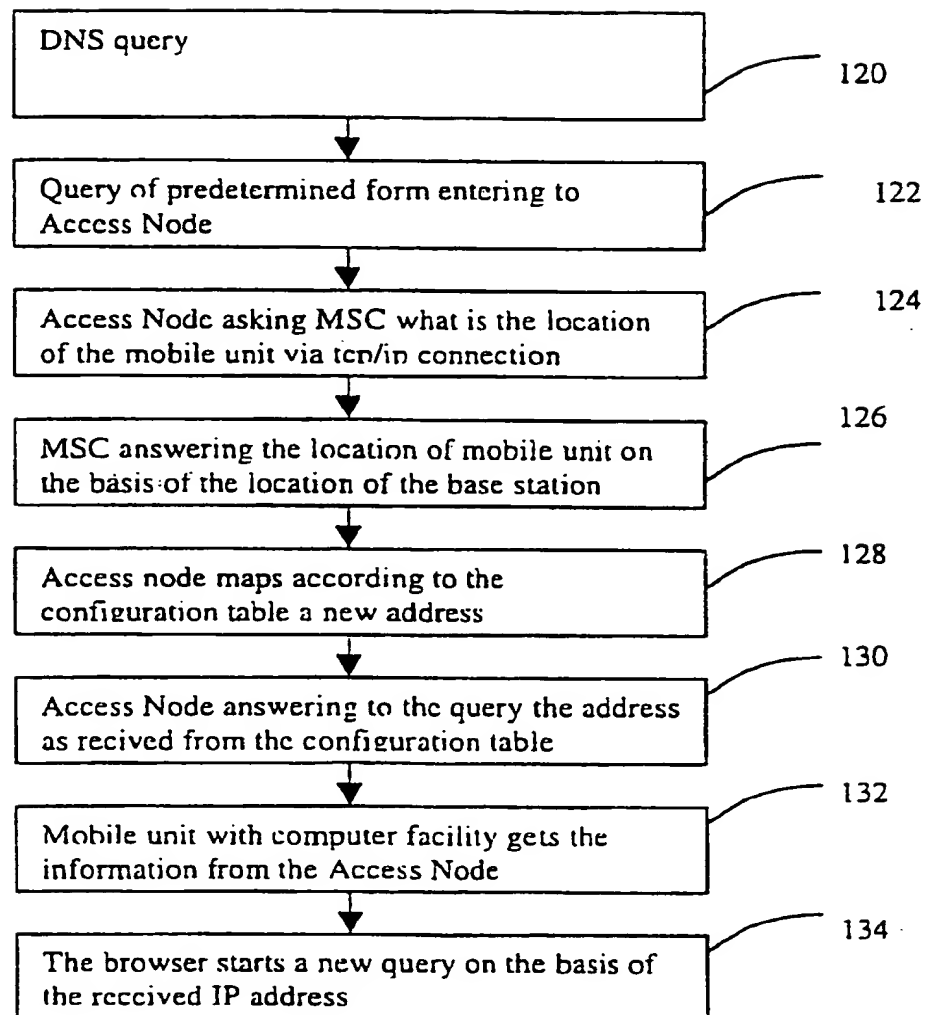 DNS query
120
Query of predetermined form entering to
Access Node
122
Access Node asking MSC what is the location
of the mobile unit via tcp/ip connection
124
MSC answering the location of mobile unit on
the basis of the location of the base station
126
Access node maps according to the
configuration table a new address
128
Access Node answering to the query the address
as recived from the configuration table
130
Mobile unit with computer facility gets the
information from the Access Node
132
The browser starts a new query on the basis of
the received IP address
134